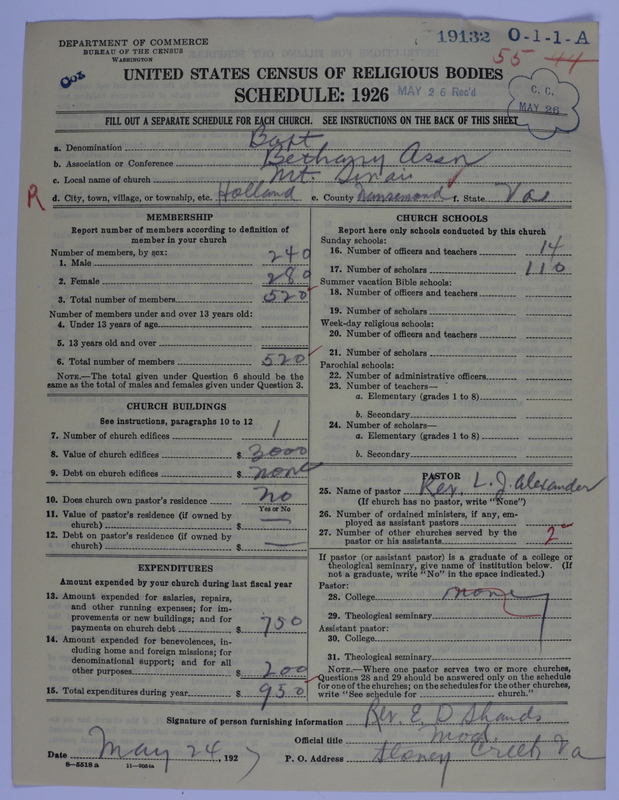 19132 0-1-1-A
DEPARTMENT OF COMMERCE
BUREAU OF THE CENSUS
WASHINGTON
55 44
UNITED STATES CENSUS OF RELIGIOUS BODIES
SCHEDULE: 1926
MAY 26 Rec'd
C. C.
MAY 26
FILL OUT A SEPARATE SCHEDULE FOR EACH CHURCH. SEE INSTRUCTIONS ON THE BACK OF THIS SHEET
a. Denomination Bapt
b. Association or Conference Bethany Assn
c. Local name of church Mt. Sinai
R d. City, town, village, or township, etc. Holland e. County Nansemond f. State Va
MEMBERSHIP
Report number of members according to definition of
member in your church
Number of members, by sex:
1. Male 240
2. Female 280
3. Total number of members 520
Number of members under and over 13 years old:
4. Under 13 years of age
5. 13 years old and over
6. Total number of members 520
NOTE.—The total given under Question 6 should be the
same as the total of males and females given under Question 3.
CHURCH BUILDINGS
See instructions, paragraphs 10 to 12
7. Number of church edifices 1
8. Value of church edifices $ 3000
9. Debt on church edifices $ none
10. Does church own pastor's residence no
Yes or No
11. Value of pastor's residence (if owned by
church) $ —
12. Debt on pastor's residence (if owned by
church) $ —
EXPENDITURES
Amount expended by your church during last fiscal year
13. Amount expended for salaries, repairs,
and other running expenses; for im-
provements or new buildings; and for
payments on church debt $ 750
14. Amount expended for benevolences, in-
cluding home and foreign missions; for
denominational support; and for all
other purposes $ 200
15. Total expenditures during year $ 950
CHURCH SCHOOLS
Report here only schools conducted by this church
Sunday schools:
16. Number of officers and teachers 14
17. Number of scholars 110
Summer vacation Bible schools:
18. Number of officers and teachers
19. Number of scholars
Week-day religious schools:
20. Number of officers and teachers
21. Number of scholars
Parochial schools:
22. Number of administrative officers
23. Number of teachers—
a. Elementary (grades 1 to 8)
b. Secondary
24. Number of scholars—
a. Elementary (grades 1 to 8)
b. Secondary
PASTOR
25. Name of pastor Rev. L. J. Alexander
(If church has no pastor, write "None")
26. Number of ordained ministers, if any, em-
ployed as assistant pastors
27. Number of other churches served by the
pastor or his assistants 2
If pastor (or assistant pastor) is a graduate of a college or
theological seminary, give name of institution below. (If
not a graduate, write "No" in the space indicated.)
Pastor:
28. College none
29. Theological seminary
Assistant pastor:
30. College
31. Theological seminary
NOTE.—Where one pastor serves two or more churches,
Questions 28 and 29 should be answered only on the schedule
for one of the churches; on the schedules for the other churches,
write "See schedule for church."
Signature of person furnishing information Rev. E. D. Shands
Official title Mod.
Date May 24, 1927 P. O. Address Stoney Creek Va
8-5518 a